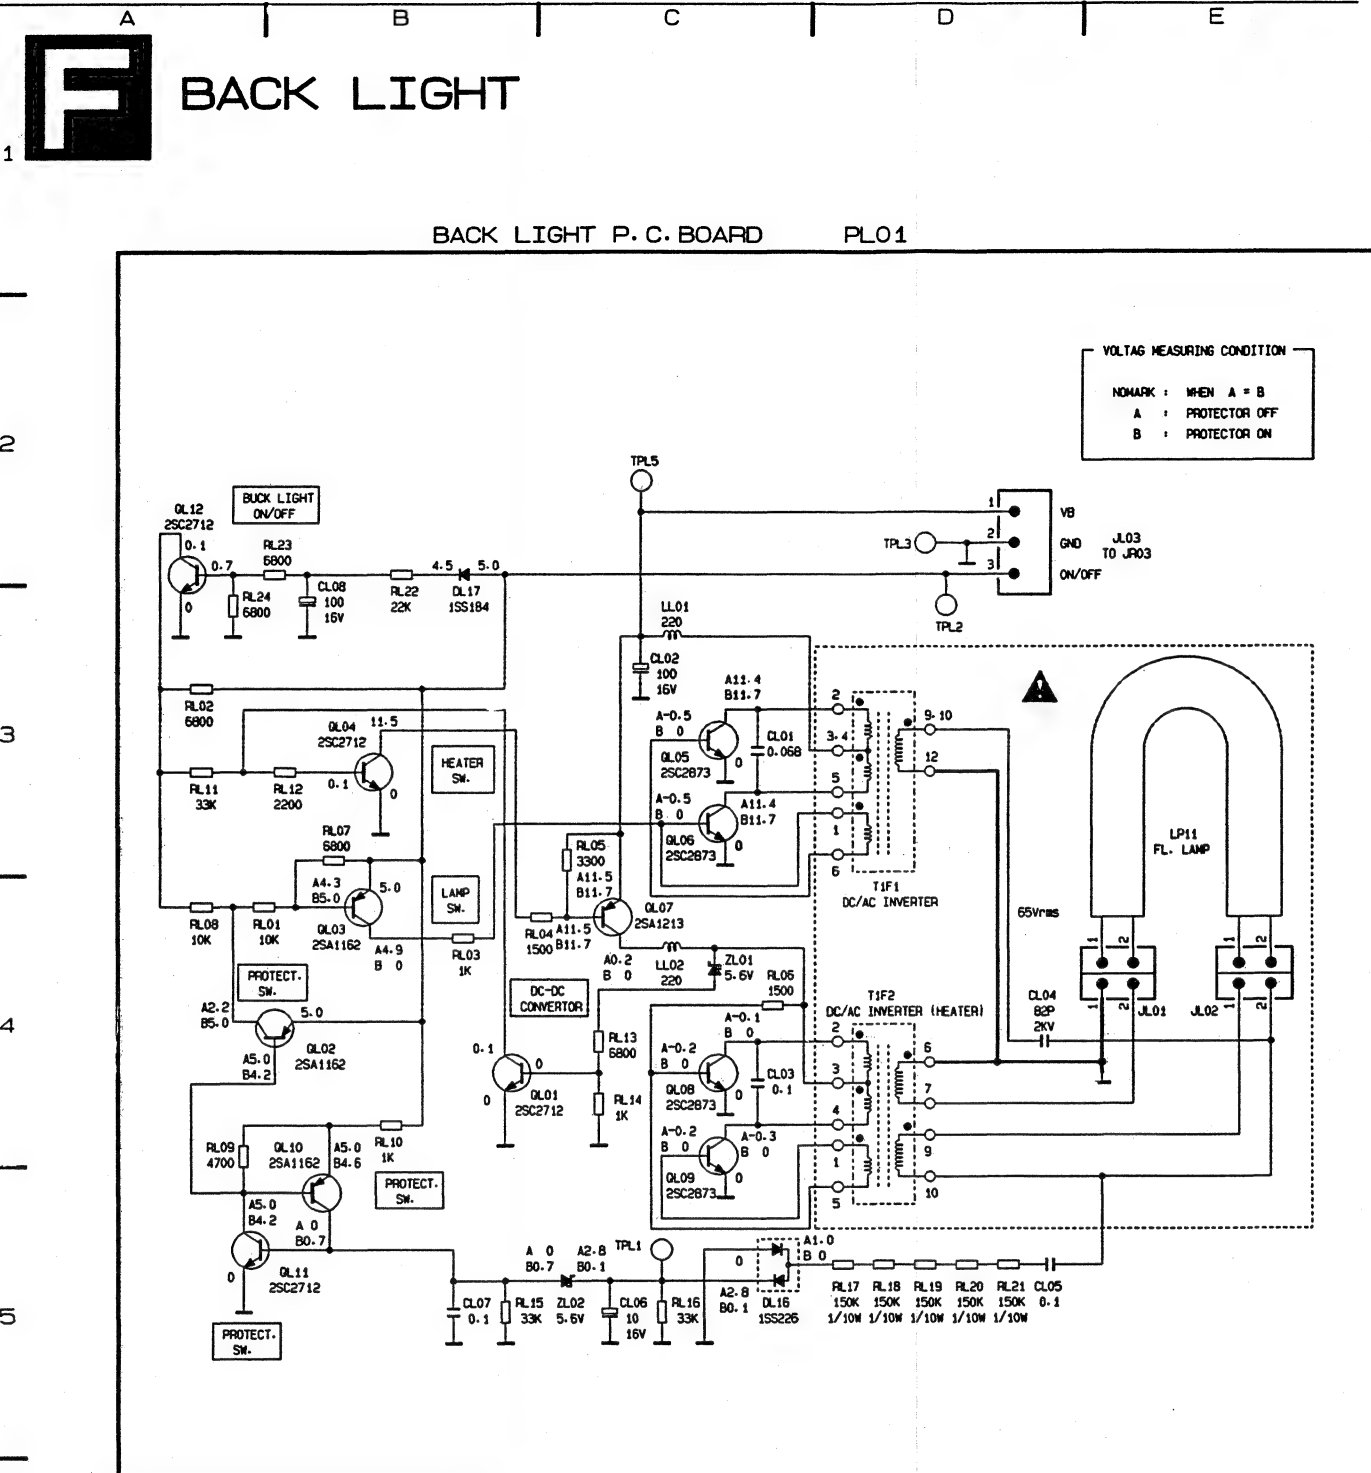 A B C D E
F
BACK LIGHT
1
BACK LIGHT P.C.BOARD PL01
VOLTAG MEASURING CONDITION
NOMARK : WHEN A = B
A : PROTECTOR OFF
B : PROTECTOR ON
2
TPL5
QL12
2SC2712
BUCK LIGHT
ON/OFF
0.1
0.7
0
RL23
6800
RL24
6800
CL08
100
16V
RL22
22K
4.5 5.0
DL17
1SS184
1 VB
TPL3 2 GND
3 ON/OFF
JL03
TO JR03
TPL2
LL01
220
CL02
100
16V
3
RL02
6800
QL04
2SC2712
11.5
0.1
0
HEATER
SW.
RL11
33K
RL12
2200
A11.4
B11.7
A-0.5
B 0
QL05
2SC2873
0
CL01
0.068
A-0.5
B 0
QL06
2SC2873
A11.4
B11.7
0
2
3.4
5
1
6
9.10
12
T1F1
DC/AC INVERTER
LP11
FL. LAMP
RL07
6800
A4.3
B5.0
5.0
QL03
2SA1162
A4.9
B 0
LAMP
SW.
RL03
1K
RL08
10K
RL01
10K
RL05
3300
A11.5
B11.7
QL07
2SA1213
RL04
1500
A11.5
B11.7
A0.2
B 0
LL02
220
ZL01
5.6V
RL06
1500
65Vrms
1 2
1 2
1 2
1 2
JL01 JL02
4
PROTECT.
SW.
A2.2
B5.0
5.0
QL02
2SA1162
A5.0
B4.2
DC-DC
CONVERTOR
0.1
0
0
QL01
2SC2712
RL13
6800
RL14
1K
A-0.1
B 0
A-0.2
B 0
QL08
2SC2873
0
CL03
0.1
A-0.2
B 0
QL09
2SC2873
A-0.3
B 0
0
T1F2
DC/AC INVERTER (HEATER)
2
3
4
1
5
6
7
9
10
CL04
82P
2KV
RL09
4700
QL10
2SA1162
A5.0
B4.6
RL10
1K
PROTECT.
SW.
A5.0
B4.2
A 0
B0.7
0
QL11
2SC2712
PROTECT.
SW.
5
CL07
0.1
RL15
33K
A 0
B0.7
ZL02
5.6V
A2.8
B0.1
CL06
10
16V
TPL1
RL16
33K
0
A2.8
B0.1
DL16
1SS226
A1.0
B 0
RL17 RL18 RL19 RL20 RL21 CL05
150K 150K 150K 150K 150K 0.1
1/10W 1/10W 1/10W 1/10W 1/10W